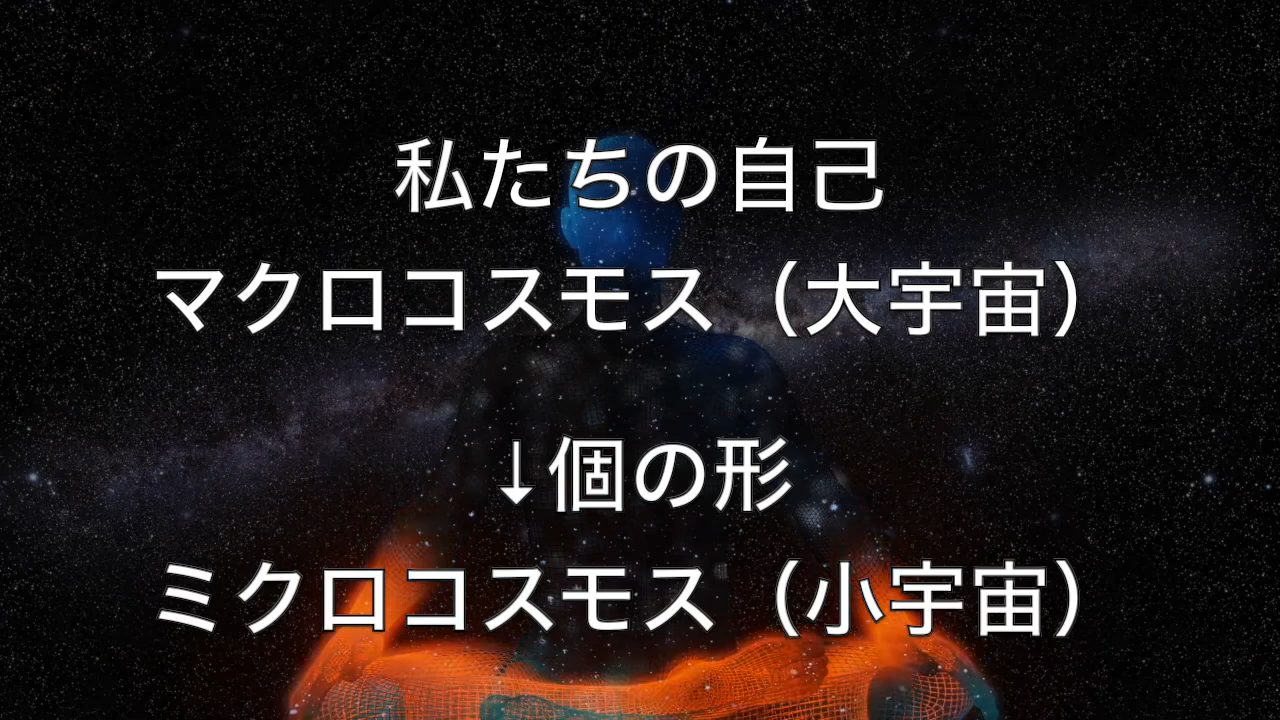 私たちの自己
マクロコスモス（大宇宙）
↓個の形
ミクロコスモス（小宇宙）